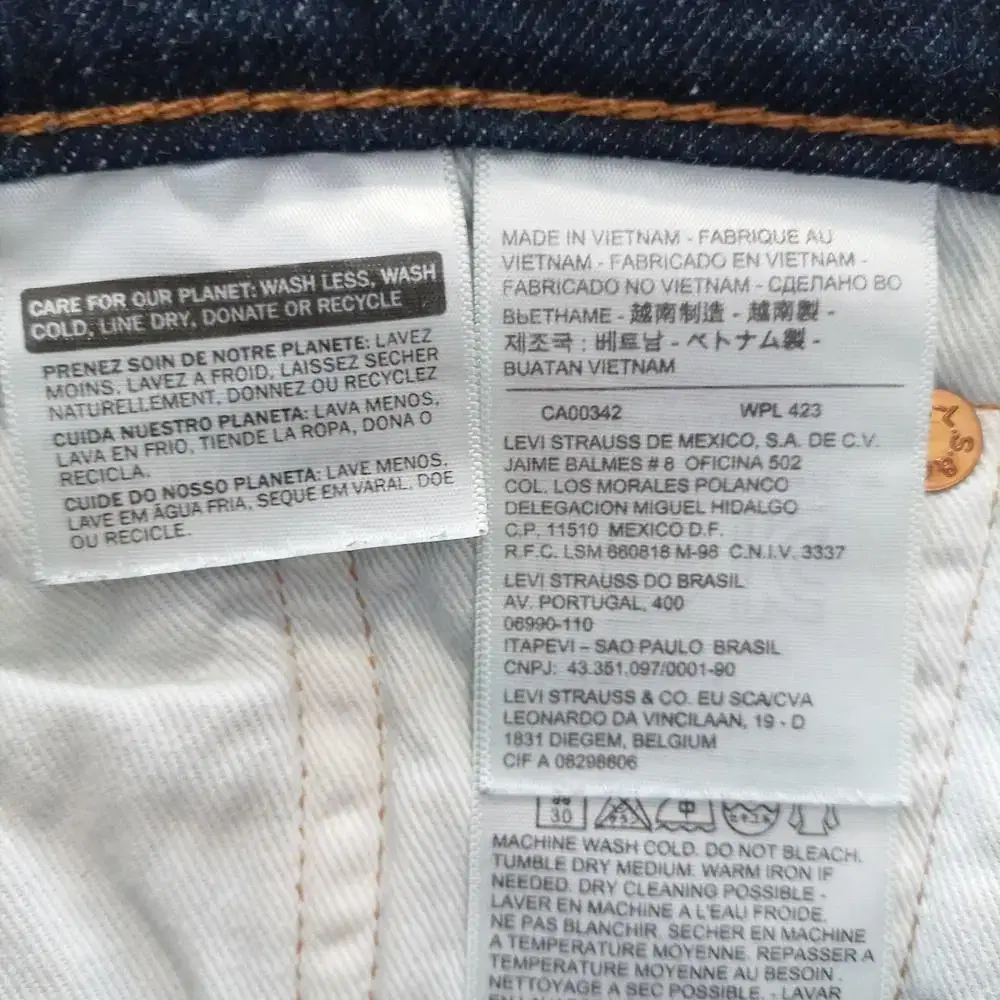 CARE FOR OUR PLANET: WASH LESS, WASH
COLD, LINE DRY, DONATE OR RECYCLE
PRENEZ SOIN DE NOTRE PLANETE: LAVEZ
MOINS, LAVEZ A FROID, LAISSEZ SECHER
NATURELLEMENT, DONNEZ OU RECYCLEZ
CUIDA NUESTRO PLANETA: LAVA MENOS,
LAVA EN FRIO, TIENDE LA ROPA, DONA O
RECICLA.
CUIDE DO NOSSO PLANETA: LAVE MENOS,
LAVE EM ÁGUA FRIA, SEQUE EM VARAL, DOE
OU RECICLE.
MADE IN VIETNAM - FABRIQUE AU
VIETNAM - FABRICADO EN VIETNAM -
FABRICADO NO VIETNAM - СДЕЛАНО ВО
ВЬЕТНАМЕ - 越南制造 - 越南製 -
제조국 : 베트남 - ベトナム製 -
BUATAN VIETNAM
CA00342 WPL 423
LEVI STRAUSS DE MEXICO, S.A. DE C.V.
JAIME BALMES # 8 OFICINA 502
COL. LOS MORALES POLANCO
DELEGACION MIGUEL HIDALGO
C.P. 11510 MEXICO D.F.
R.F.C. LSM 860818 M-98 C.N.I.V. 3337
LEVI STRAUSS DO BRASIL
AV. PORTUGAL, 400
06990-110
ITAPEVI – SAO PAULO BRASIL
CNPJ: 43.351.097/0001-90
LEVI STRAUSS & CO. EU SCA/CVA
LEONARDO DA VINCILAAN, 19 - D
1831 DIEGEM, BELGIUM
CIF A 08298606
30 中
MACHINE WASH COLD. DO NOT BLEACH.
TUMBLE DRY MEDIUM. WARM IRON IF
NEEDED. DRY CLEANING POSSIBLE -
LAVER EN MACHINE A L'EAU FROIDE.
NE PAS BLANCHIR. SECHER EN MACHINE
A TEMPERATURE MOYENNE. REPASSER A
TEMPERATURE MOYENNE AU BESOIN.
NETTOYAGE A SEC POSSIBLE. - LAVAR